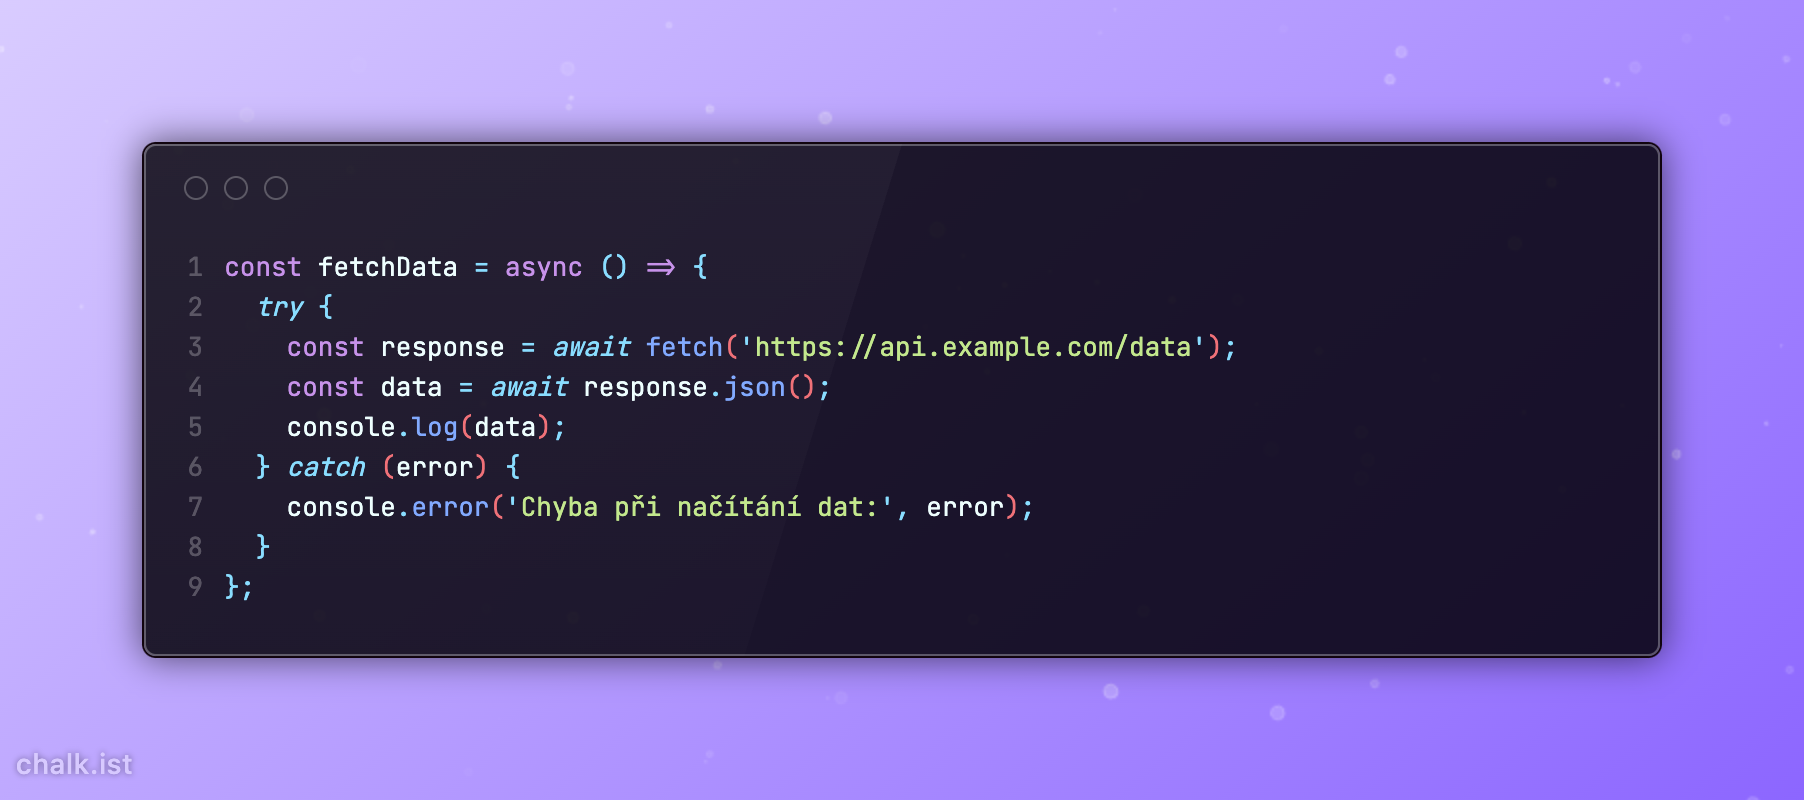 1 const fetchData = async () => {
2   try {
3     const response = await fetch('https://api.example.com/data');
4     const data = await response.json();
5     console.log(data);
6   } catch (error) {
7     console.error('Chyba při načítání dat:', error);
8   }
9 };
chalk.ist